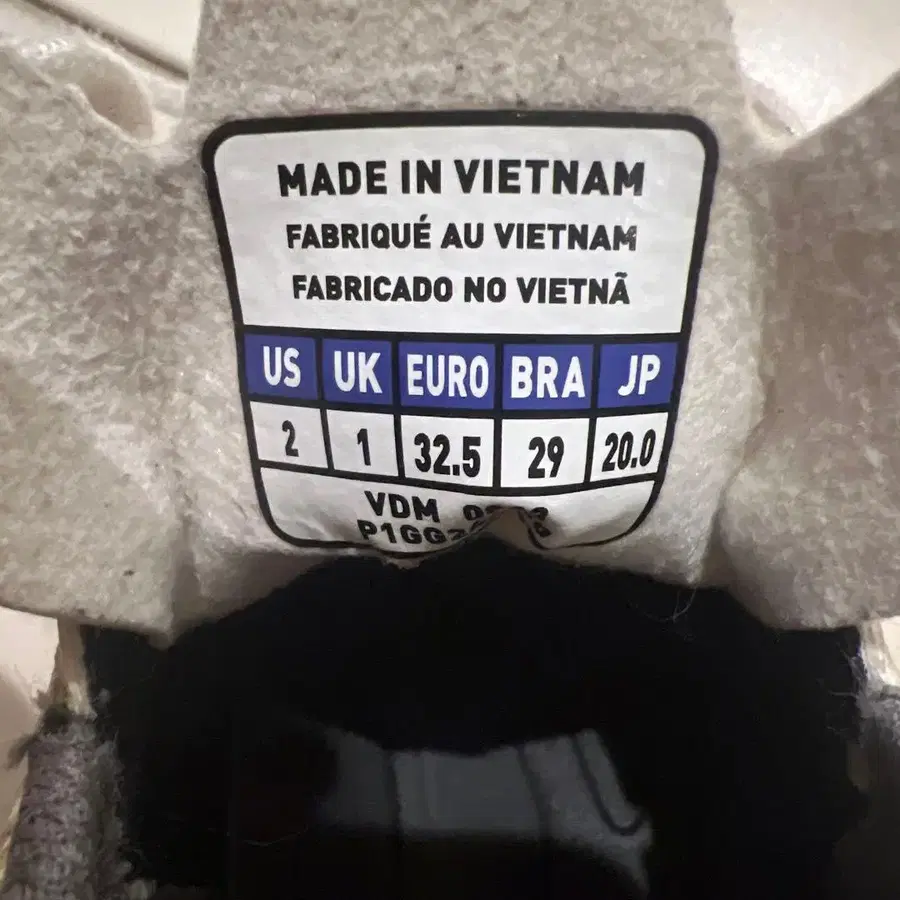 MADE IN VIETNAM
FABRIQUÉ AU VIETNAM
FABRICADO NO VIETNÃ
US UK EURO BRA JP
2 1 32.5 29 20.0
VDM